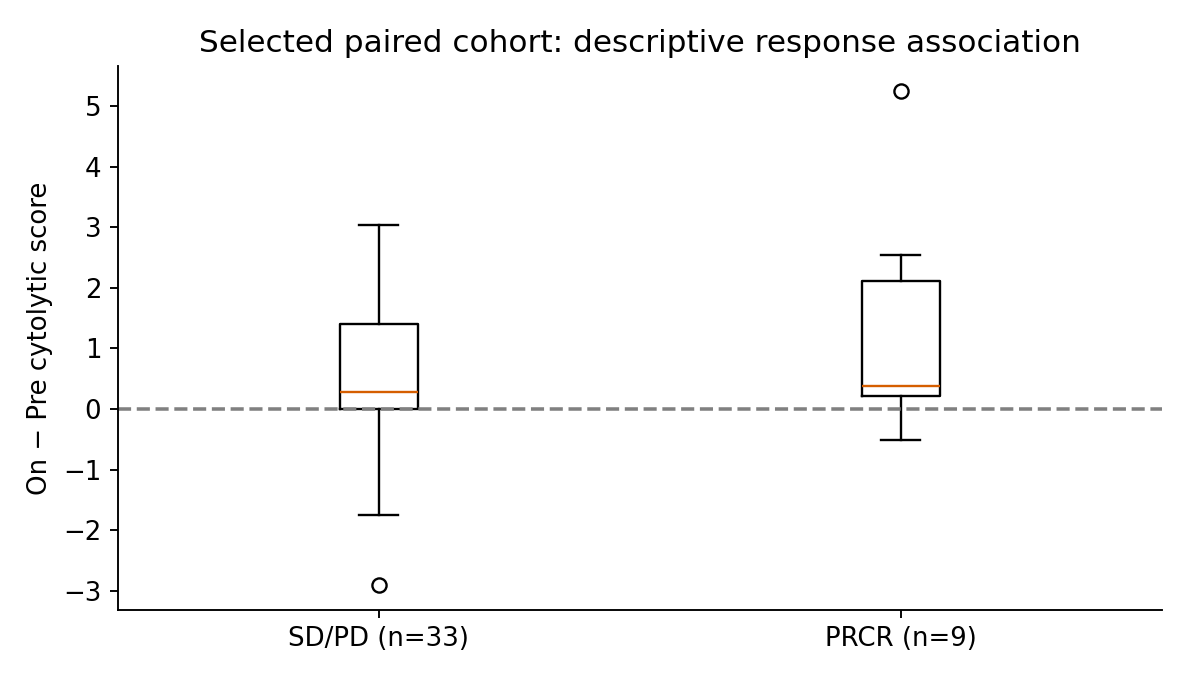 Selected paired cohort: descriptive response association
On − Pre cytolytic score
5
4
3
2
1
0
−1
−2
−3
SD/PD (n=33)
PRCR (n=9)